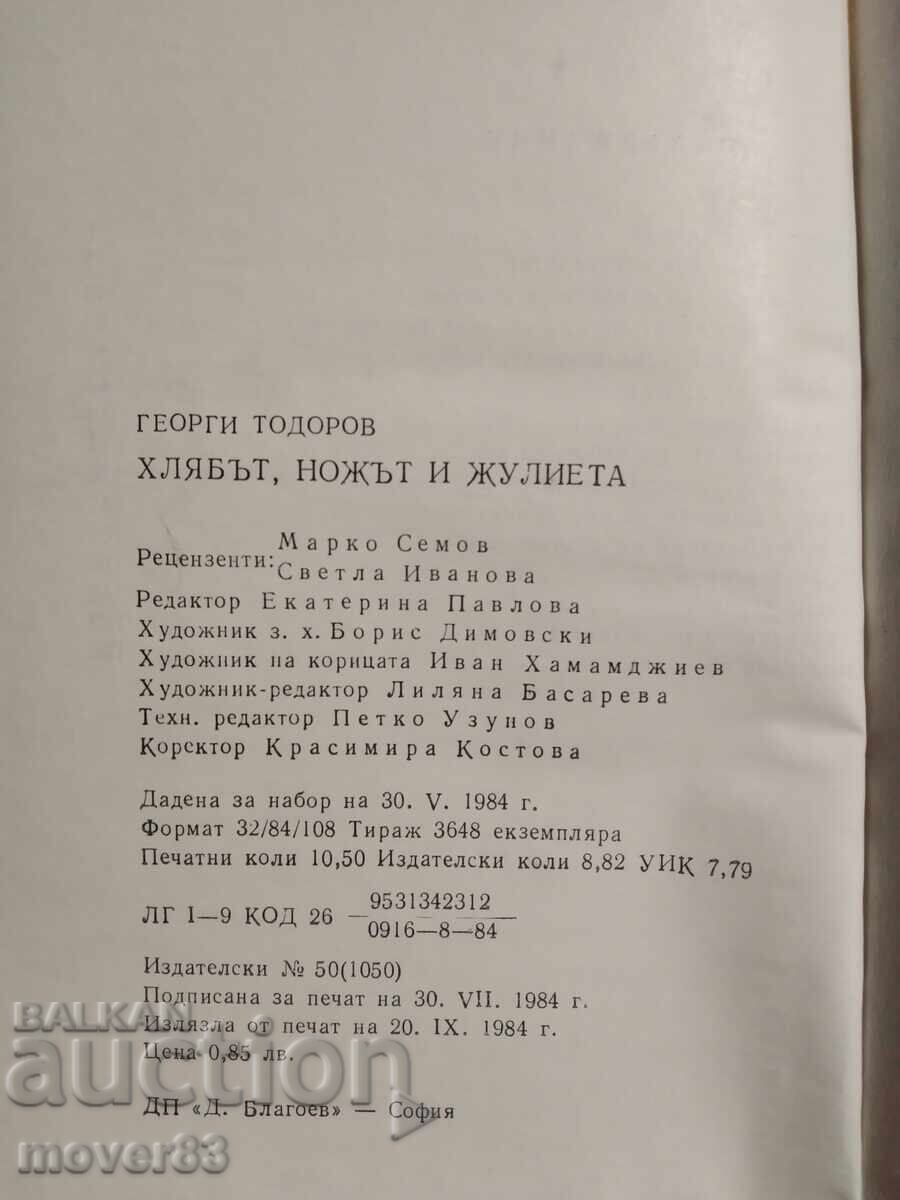 ГЕОРГИ ТОДОРОВ
ХЛЯБЪТ, НОЖЪТ И ЖУЛИЕТА
Марко Семов
Рецензенти:
Светла Иванова
Редактор Екатерина Павлова
Художник з. х. Борис Димовски
Художник на корицата Иван Хамамджиев
Художник-редактор Лиляна Басарева
Техн. редактор Петко Узунов
Коректор Красимира Костова
Дадена за набор на 30. V. 1984 г.
Формат 32/84/108 Тираж 3648 екземпляра
Печатни коли 10,50 Издателски коли 8,82 УИК 7,79
9531342312
ЛГ I—9 КОД 26 —
0916—8—84
Издателски № 50(1050)
Подписана за печат на 30. VII. 1984 г.
Излязла от печат на 20. IX. 1984 г.
Цена 0,85 лв.
ДП «Д. Благоев» — София
BALKAN
auction
mover83